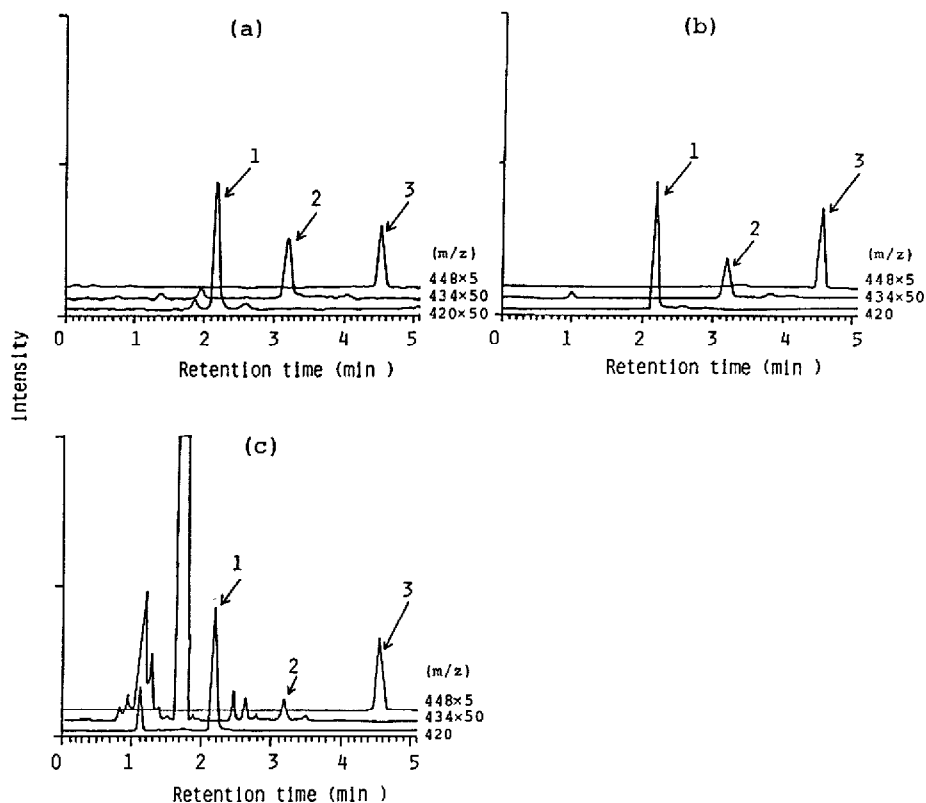 (a)
1
2
3
(m/z)
448×5
434×50
420×50
0 1 2 3 4 5
Retention time (min )
(b)
1
2
3
(m/z)
448×5
434×50
420
0 1 2 3 4 5
Retention time (min )
Intensity
(c)
1
2
3
(m/z)
448×5
434×50
420
0 1 2 3 4 5
Retention time (min )